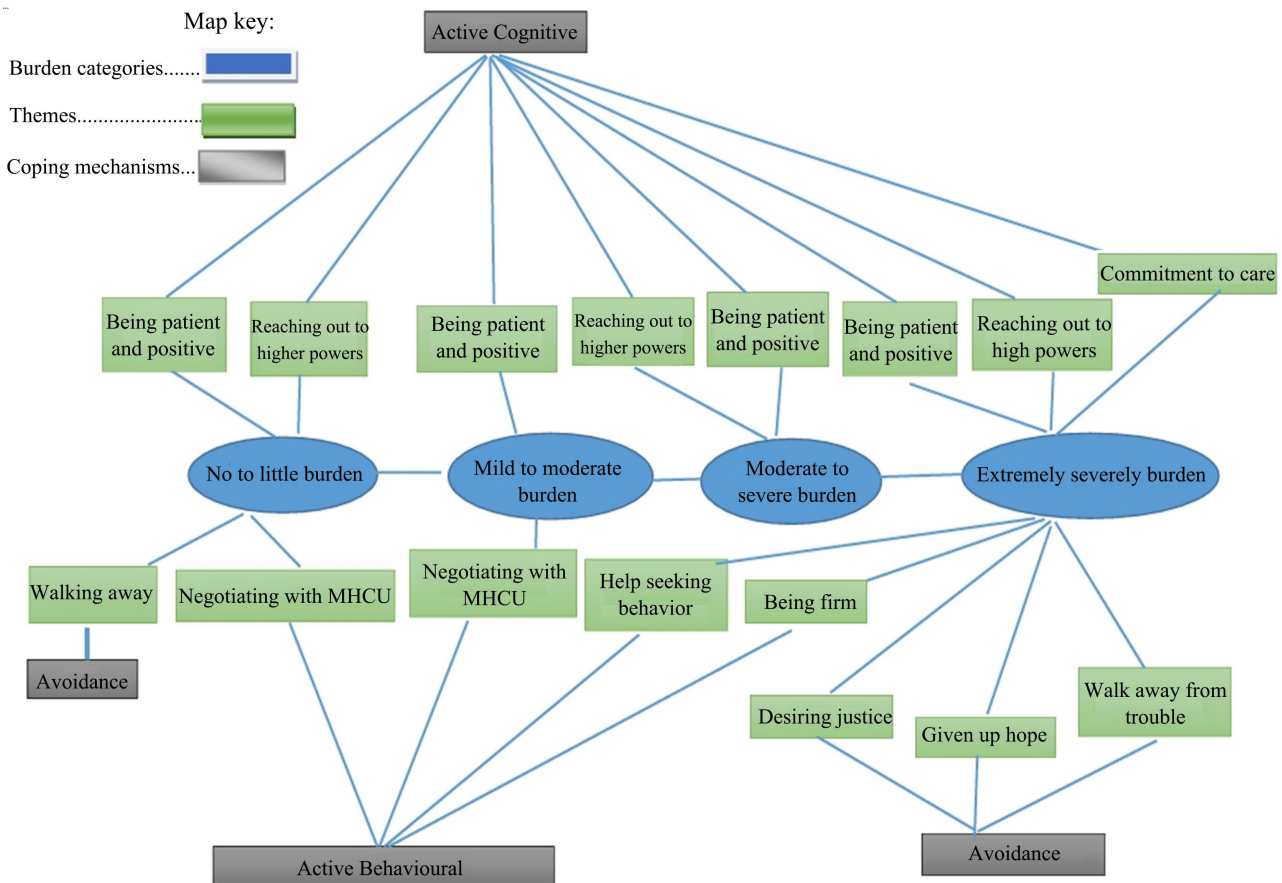 Map key:
Burden categories.......
Themes..........................
Coping mechanisms...
Active Cognitive
Commitment to care
Being patient
and positive
Reaching out to
higher powers
Being patient
and positive
Reaching out to
higher powers
Being patient
and positive
Being patient
and positive
Reaching out to
high powers
No to little burden
Mild to moderate
burden
Moderate to
severe burden
Extremely severely burden
Walking away
Negotiating with MHCU
Negotiating with
MHCU
Help seeking
behavior
Being firm
Avoidance
Desiring justice
Given up hope
Walk away from
trouble
Active Behavioural
Avoidance